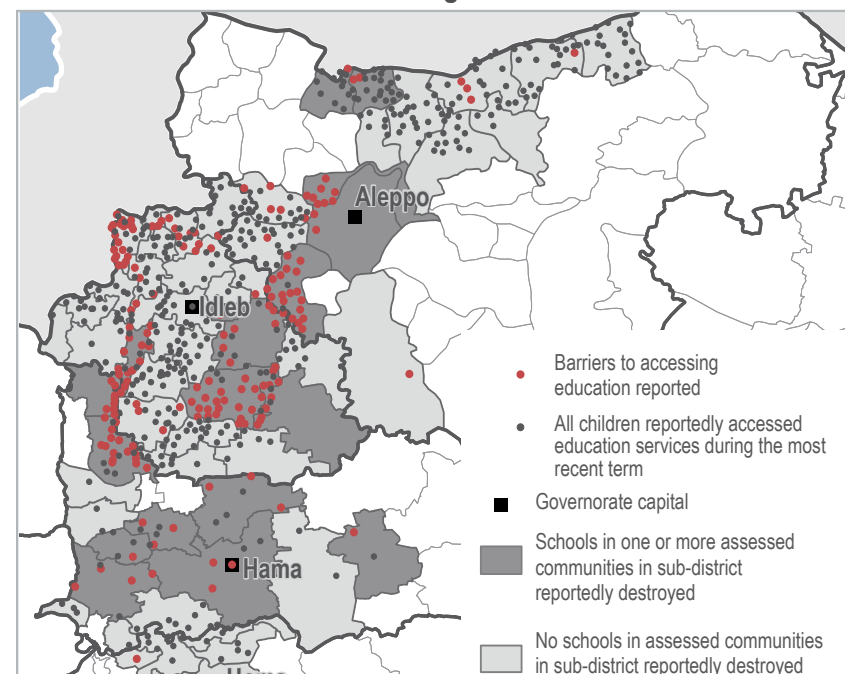 Aleppo
Idleb
Barriers to accessing
education reported
All children reportedly accessed
education services during the most
recent term
Governorate capital
Schools in one or more assessed
communities in sub-district
reportedly destroyed
Hama
No schools in assessed communities
in sub-district reportedly destroyed